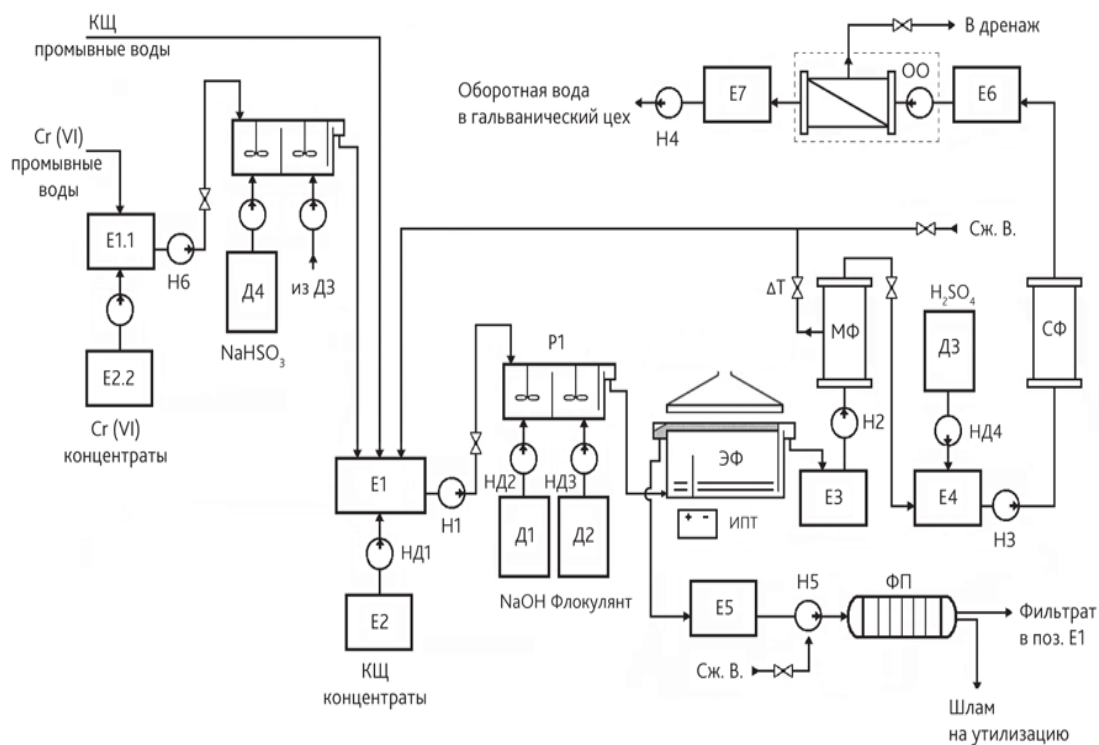 КЩ
промывные воды
В дренаж
Оборотная вода
в гальванический цех
Н4
Е7
ОО
Е6
Cr (VI)
промывные
воды
Е1.1
Н6
Д4
из Д3
NaHSO₃
Е2.2
Cr (VI)
концентраты
Сж. В.
ΔT
МФ
H₂SO₄
Д3
СФ
Р1
Н2
НД4
ЭФ
Е1
Н1
НД2
НД3
Д1
Д2
ИПТ
Е3
Е4
Н3
НД1
NaOH Флокулянт
Е2
КЩ
концентраты
Е5
Н5
ФП
Фильтрат
в поз. Е1
Сж. В.
Шлам
на утилизацию